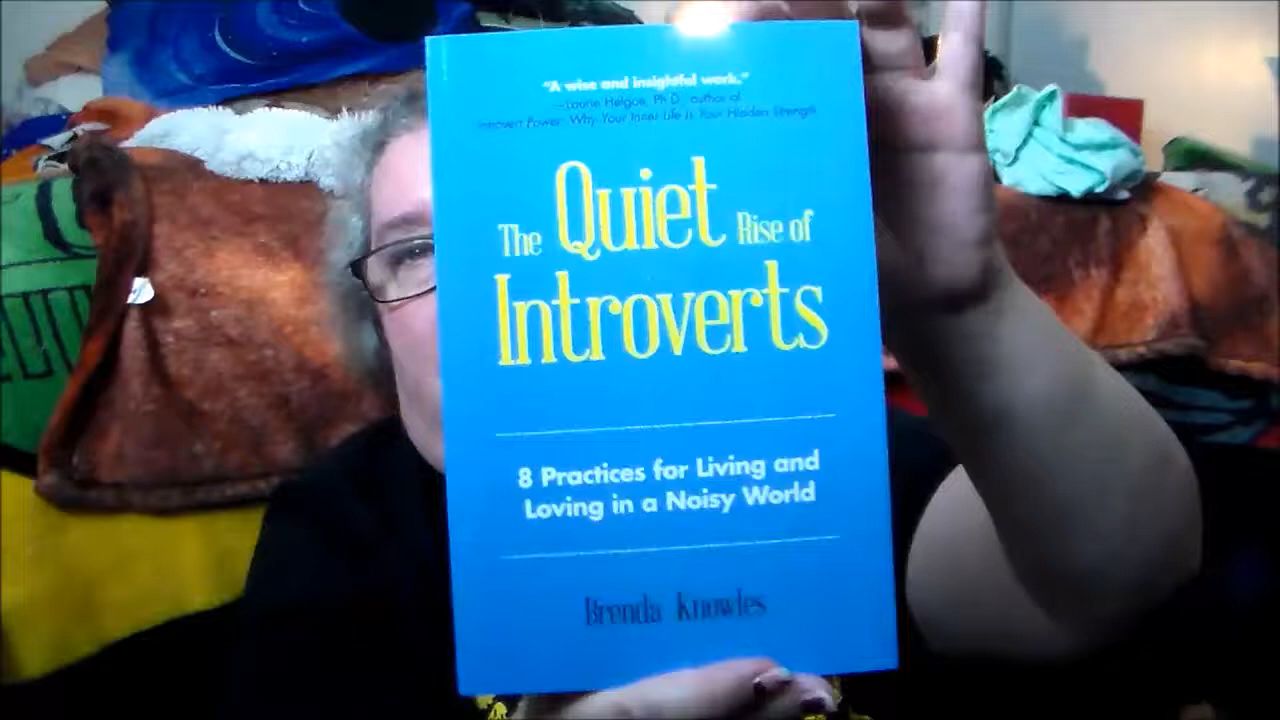 "A wise and insightful work."
—Laurie Helgoe, Ph.D., author of
Introvert Power: Why Your Inner Life Is Your Hidden Strength
The Quiet Rise of
Introverts
8 Practices for Living and
Loving in a Noisy World
Brenda Knowles